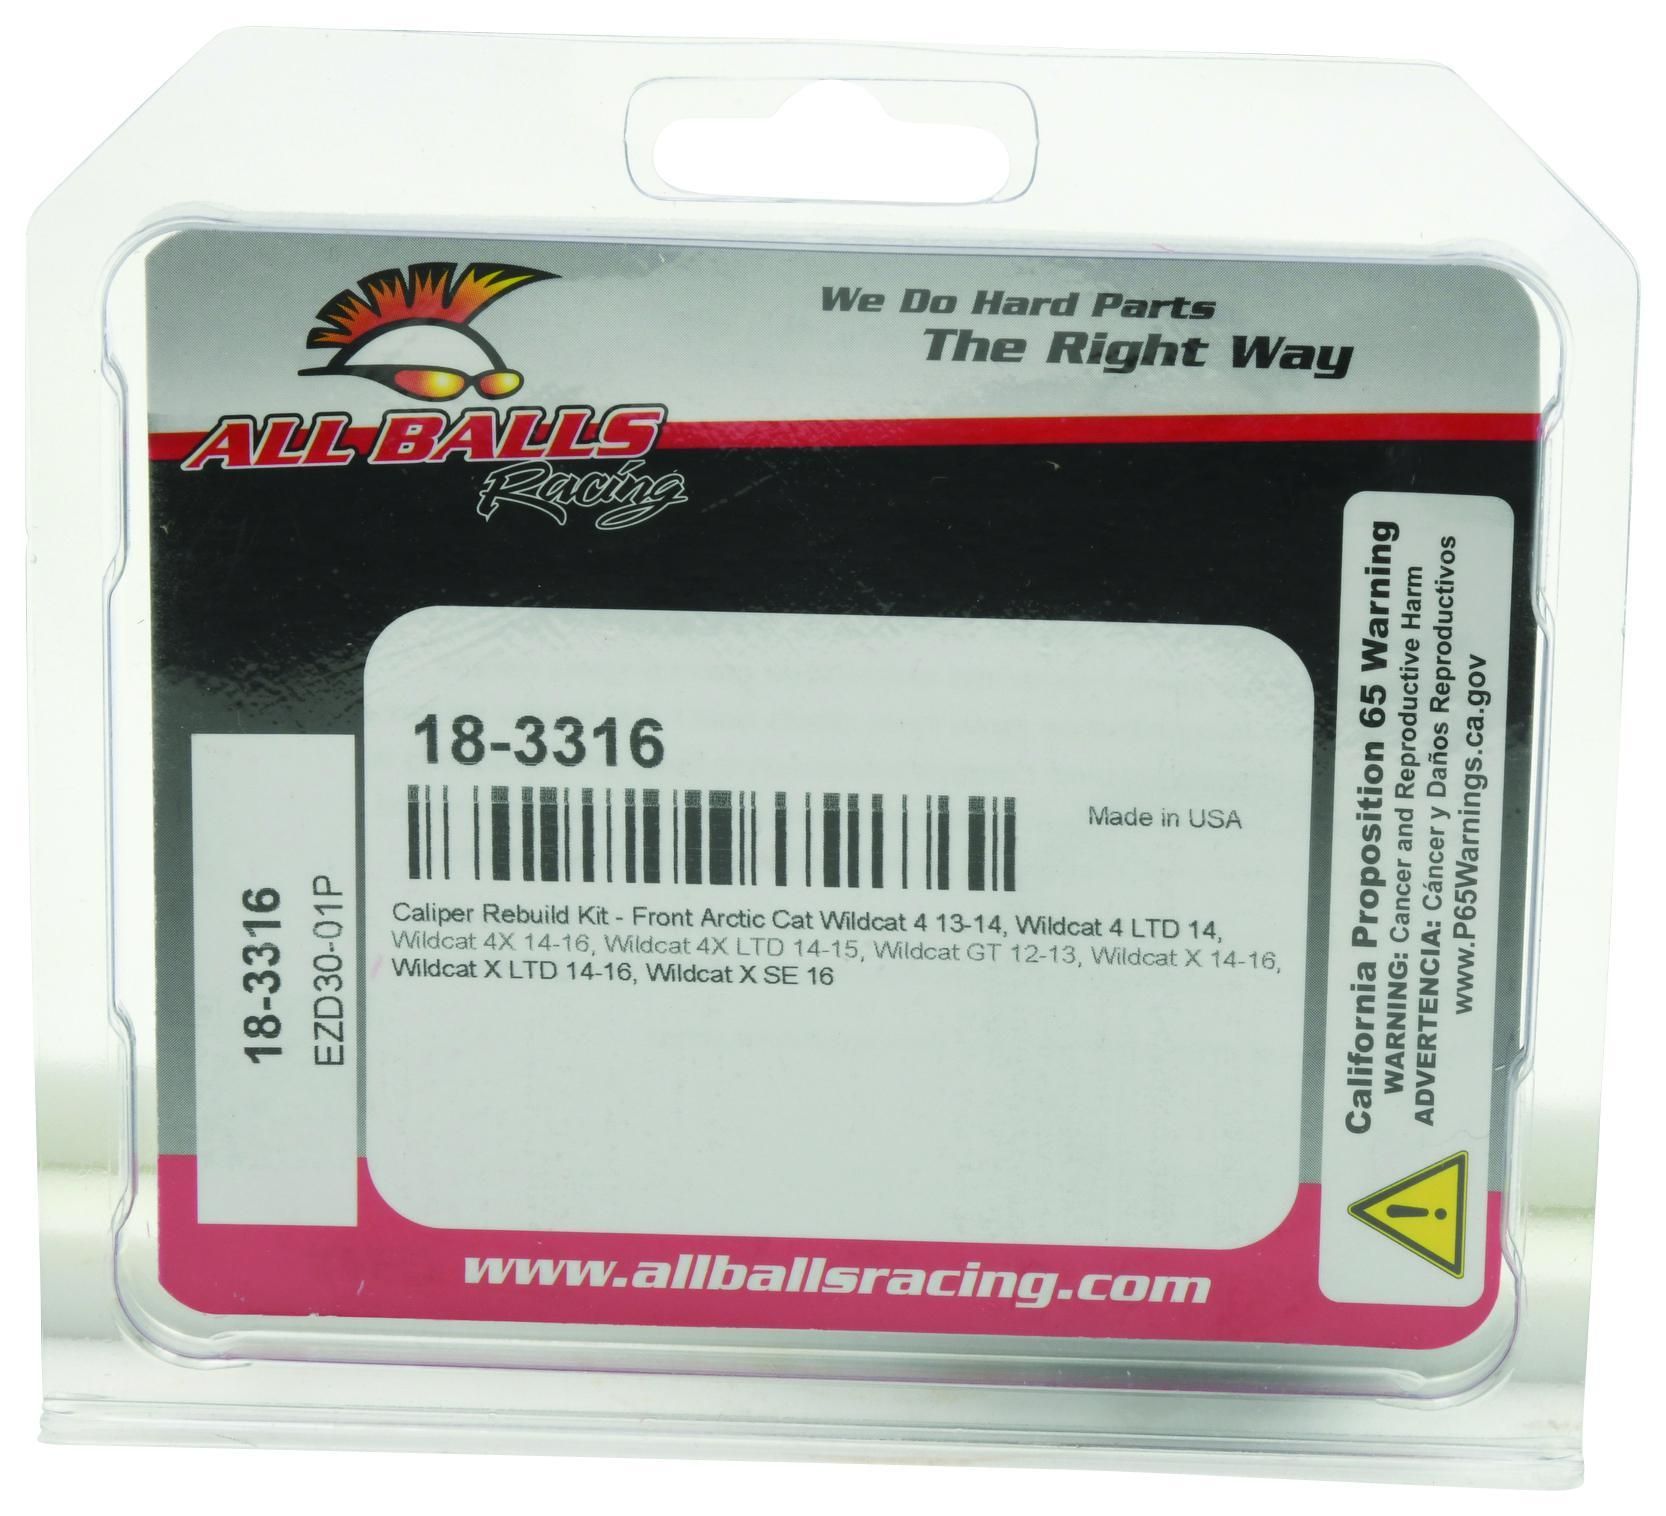 We Do Hard Parts
The Right Way
ALL BALLS
Racing
18-3316
Made in USA
Caliper Rebuild Kit - Front Arctic Cat Wildcat 4 13-14, Wildcat 4 LTD 14,
Wildcat 4X 14-16, Wildcat 4X LTD 14-15, Wildcat GT 12-13, Wildcat X 14-16,
Wildcat X LTD 14-16, Wildcat X SE 16
18-3316
EZD30-01P
California Proposition 65 Warning
WARNING: Cancer and Reproductive Harm
ADVERTENCIA: Cáncer y Daños Reproductivos
www.P65Warnings.ca.gov
www.allballsracing.com